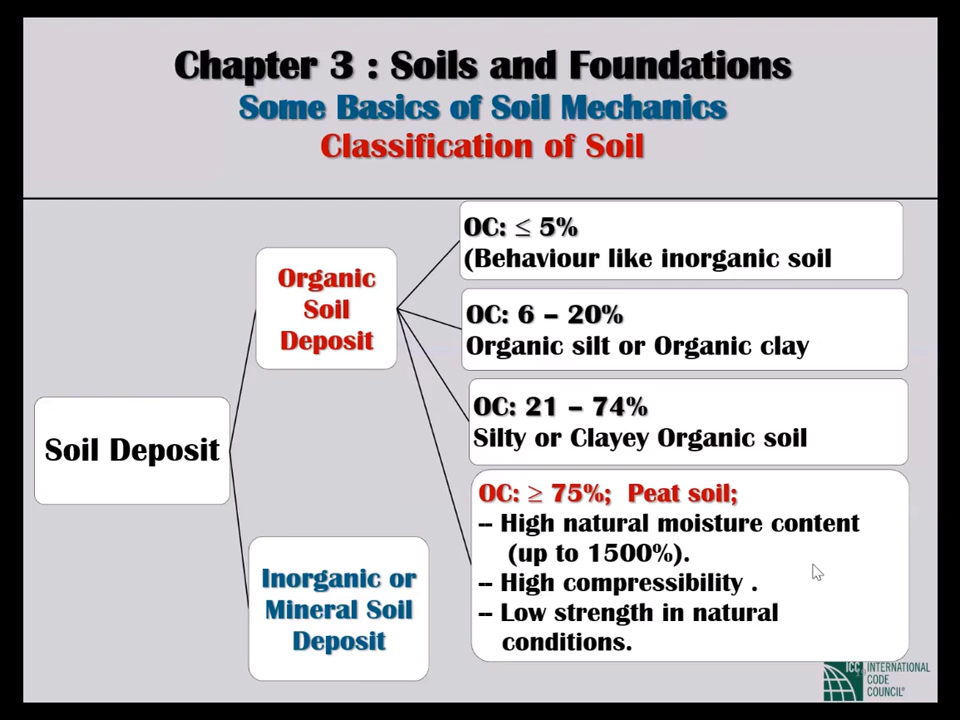 Chapter 3 : Soils and Foundations
Some Basics of Soil Mechanics
Classification of Soil
Soil Deposit
Organic
Soil
Deposit
Inorganic or
Mineral Soil
Deposit
OC: ≤ 5%
(Behaviour like inorganic soil
OC: 6 – 20%
Organic silt or Organic clay
OC: 21 – 74%
Silty or Clayey Organic soil
OC: ≥ 75%; Peat soil;
-- High natural moisture content
(up to 1500%).
-- High compressibility .
-- Low strength in natural
conditions.
ICC INTERNATIONAL
CODE
COUNCIL®